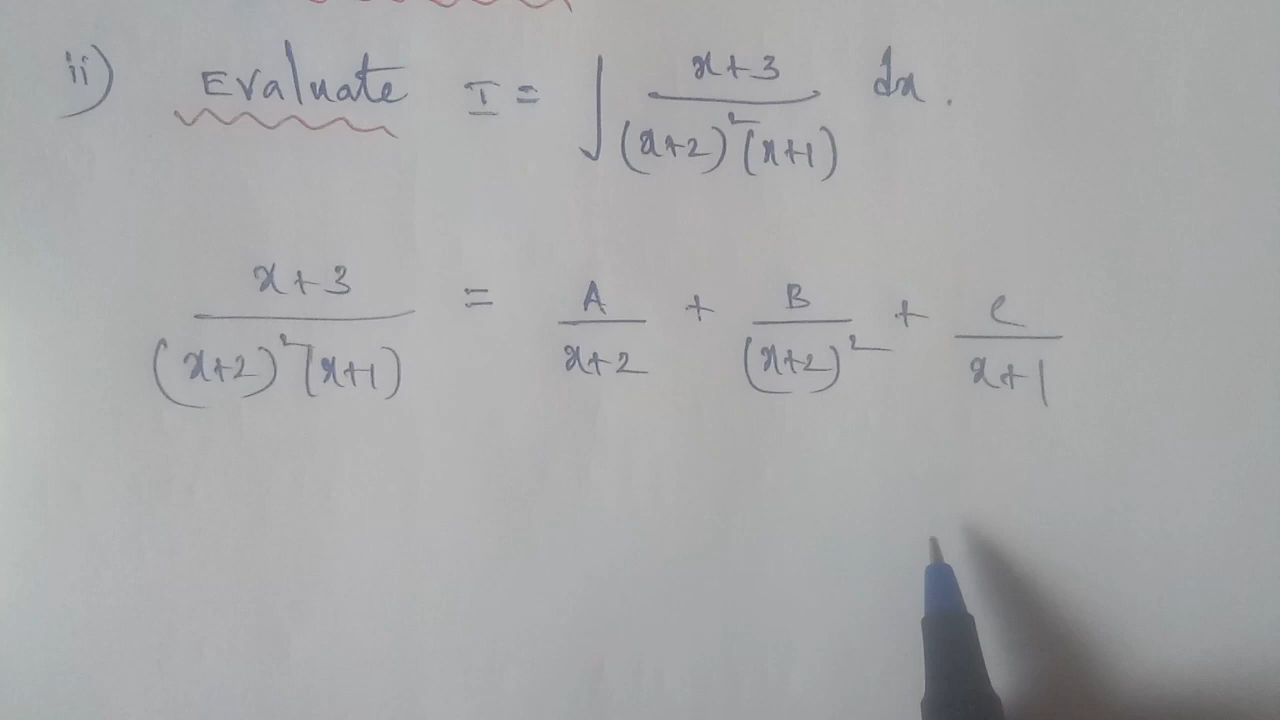 ii) Evaluate I = ∫ (x+3)/((x+2)²(x+1)) dx.
(x+3)/((x+2)²(x+1)) = A/(x+2) + B/(x+2)² + C/(x+1)